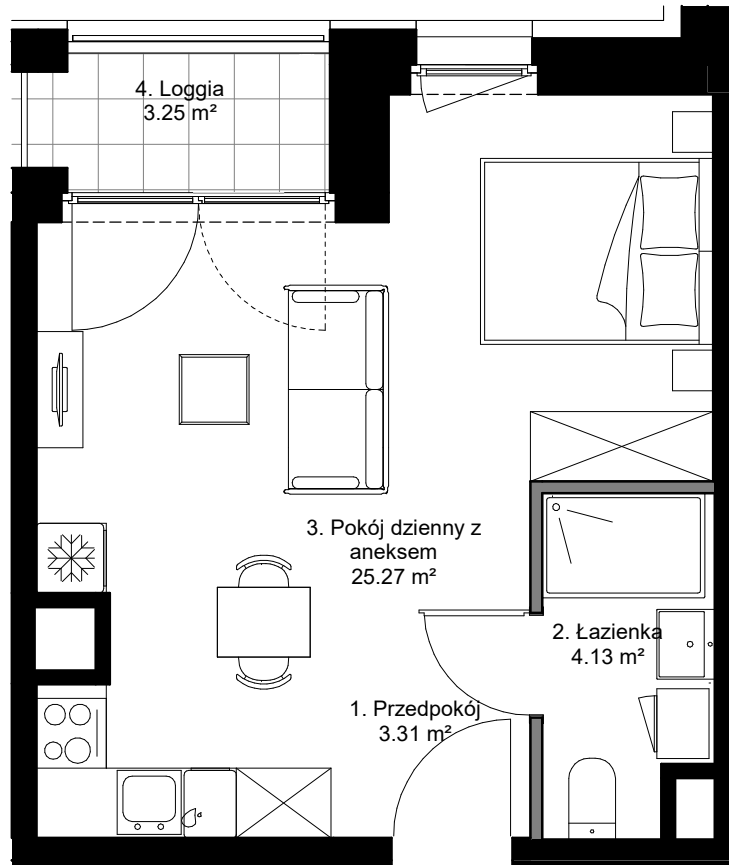 4. Loggia
3.25 m²
3. Pokój dzienny z
aneksem
25.27 m²
2. Łazienka
4.13 m²
1. Przedpokój
3.31 m²